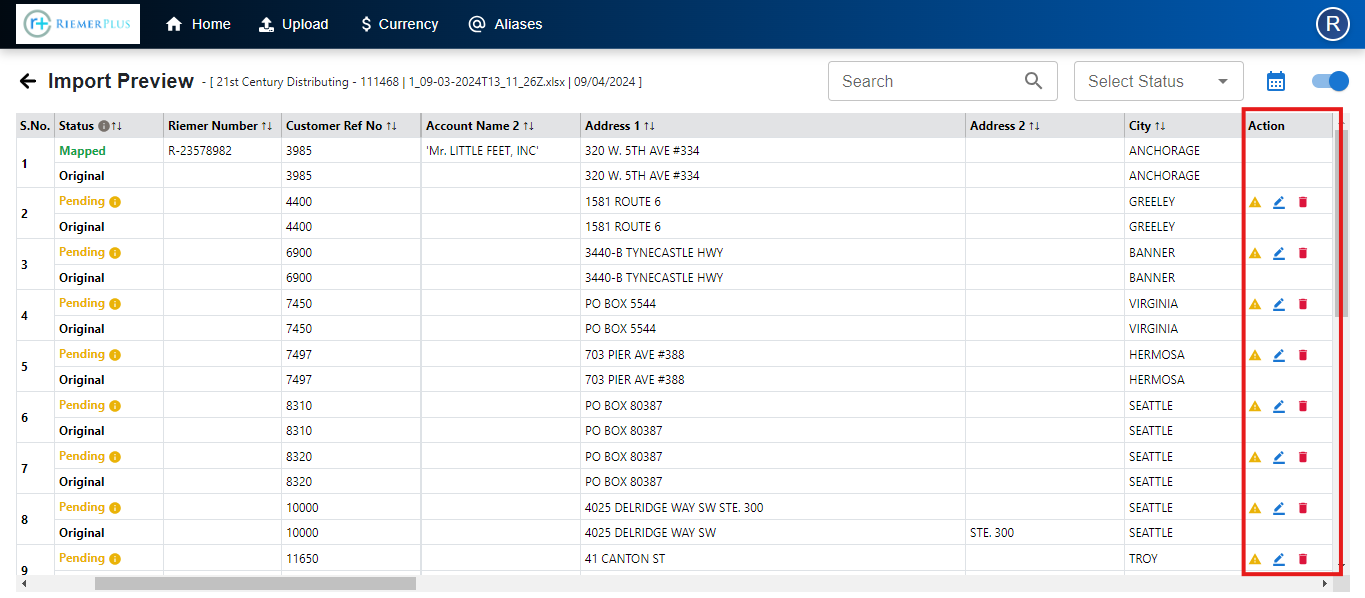 r+ RIEMERPLUS Home Upload $ Currency @ Aliases R
Import Preview - [ 21st Century Distributing - 111468 | 1_09-03-2024T13_11_26Z.xlsx | 09/04/2024 ] Search Select Status
S.No. Status Riemer Number Customer Ref No Account Name 2 Address 1 Address 2 City Action
1 Mapped R-23578982 3985 'Mr. LITTLE FEET, INC' 320 W. 5TH AVE #334 ANCHORAGE
Original 3985 320 W. 5TH AVE #334 ANCHORAGE
2 Pending 4400 1581 ROUTE 6 GREELEY
Original 4400 1581 ROUTE 6 GREELEY
3 Pending 6900 3440-B TYNECASTLE HWY BANNER
Original 6900 3440-B TYNECASTLE HWY BANNER
4 Pending 7450 PO BOX 5544 VIRGINIA
Original 7450 PO BOX 5544 VIRGINIA
5 Pending 7497 703 PIER AVE #388 HERMOSA
Original 7497 703 PIER AVE #388 HERMOSA
6 Pending 8310 PO BOX 80387 SEATTLE
Original 8310 PO BOX 80387 SEATTLE
7 Pending 8320 PO BOX 80387 SEATTLE
Original 8320 PO BOX 80387 SEATTLE
8 Pending 10000 4025 DELRIDGE WAY SW STE. 300 SEATTLE
Original 10000 4025 DELRIDGE WAY SW STE. 300 SEATTLE
9 Pending 11650 41 CANTON ST TROY